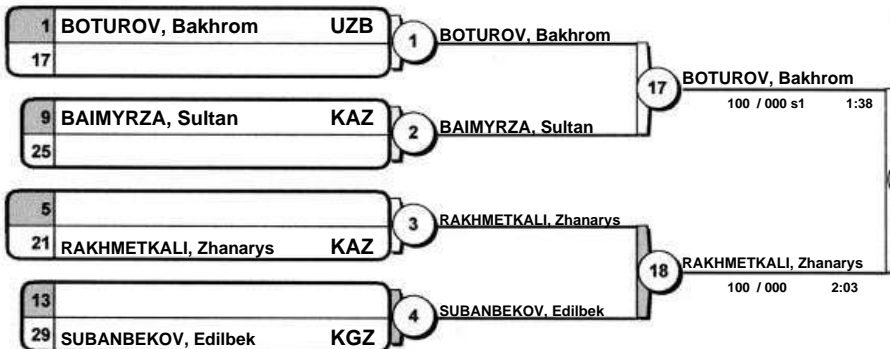 1 BOTUROV, Bakhrom UZB
17
1
BOTUROV, Bakhrom
9 BAIMYRZA, Sultan KAZ
25
2
BAIMYRZA, Sultan
17
BOTUROV, Bakhrom
100 / 000 s1 1:38
5
21 RAKHMETKALI, Zhanarys KAZ
3
RAKHMETKALI, Zhanarys
13
29 SUBANBEKOV, Edilbek KGZ
4
SUBANBEKOV, Edilbek
18
RAKHMETKALI, Zhanarys
100 / 000 2:03